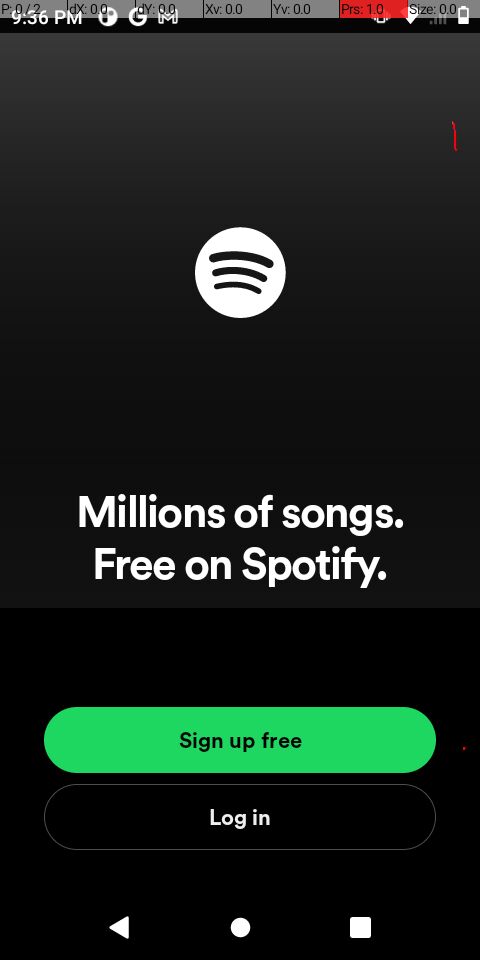 P: 0 / 2 dX: 0.0 dY: 0.0 Xv: 0.0 Yv: 0.0 Prs: 1.0 Size: 0.0
9:36 PM
Millions of songs.
Free on Spotify.
Sign up free
Log in